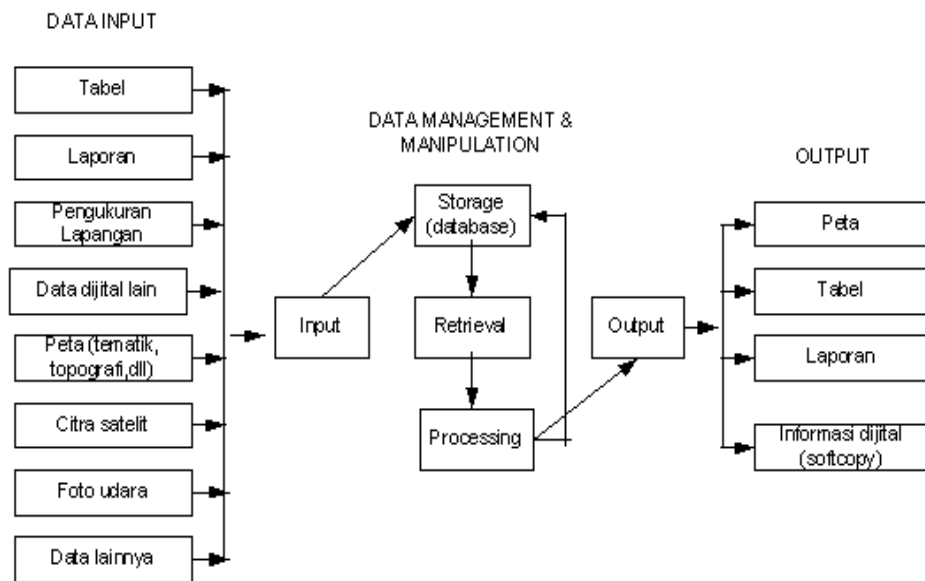 DATA INPUT
Tabel
Laporan
Pengukuran
Lapangan
Data dijital lain
Peta (tematik,
topografi,dll)
Citra satelit
Foto udara
Data lainnya
Input
DATA MANAGEMENT &
MANIPULATION
Storage
(database)
Retrieval
Processing
Output
OUTPUT
Peta
Tabel
Laporan
Informasi dijital
(softcopy)